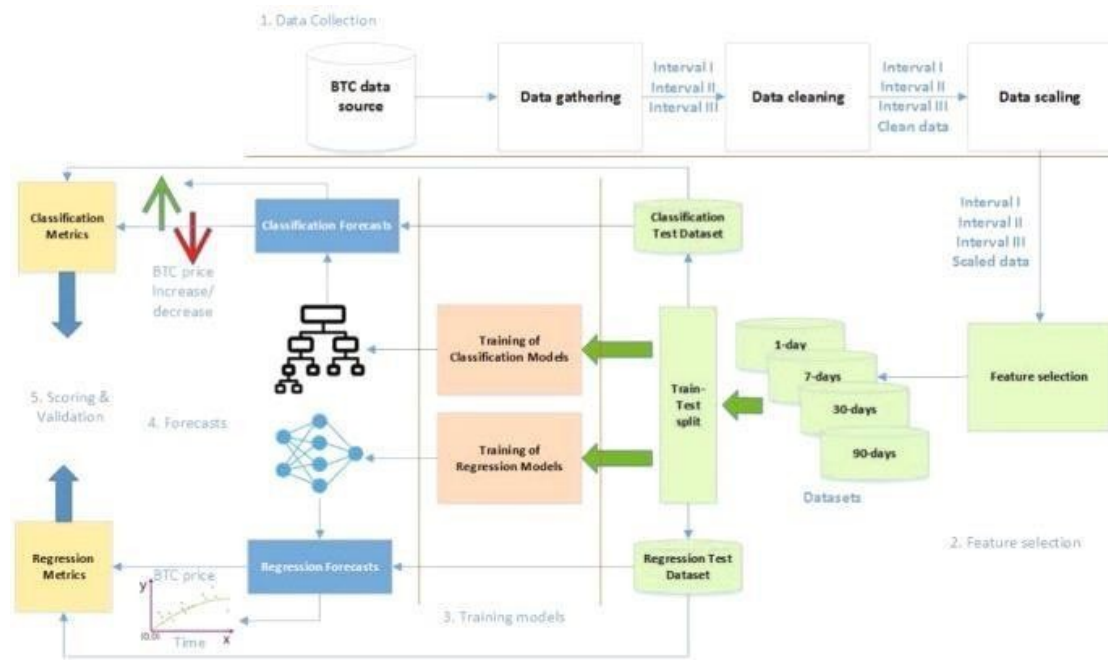 1. Data Collection
BTC data
source
Data gathering
Interval I
Interval II
Interval III
Data cleaning
Interval I
Interval II
Interval III
Clean data
Data scaling
Classification
Metrics
Classification Forecasts
Classification
Test Dataset
Interval I
Interval II
Interval III
Scaled data
BTC price
Increase/
decrease
Training of
Classification Models
Train-
Test
split
1-day
7-days
30-days
90-days
Datasets
Feature selection
5. Scoring &
Validation
4. Forecasts
Training of
Regression Models
2. Feature selection
Regression
Metrics
BTC price
y
(0,0)
x
Time
Regression Forecasts
Regression Test
Dataset
3. Training models